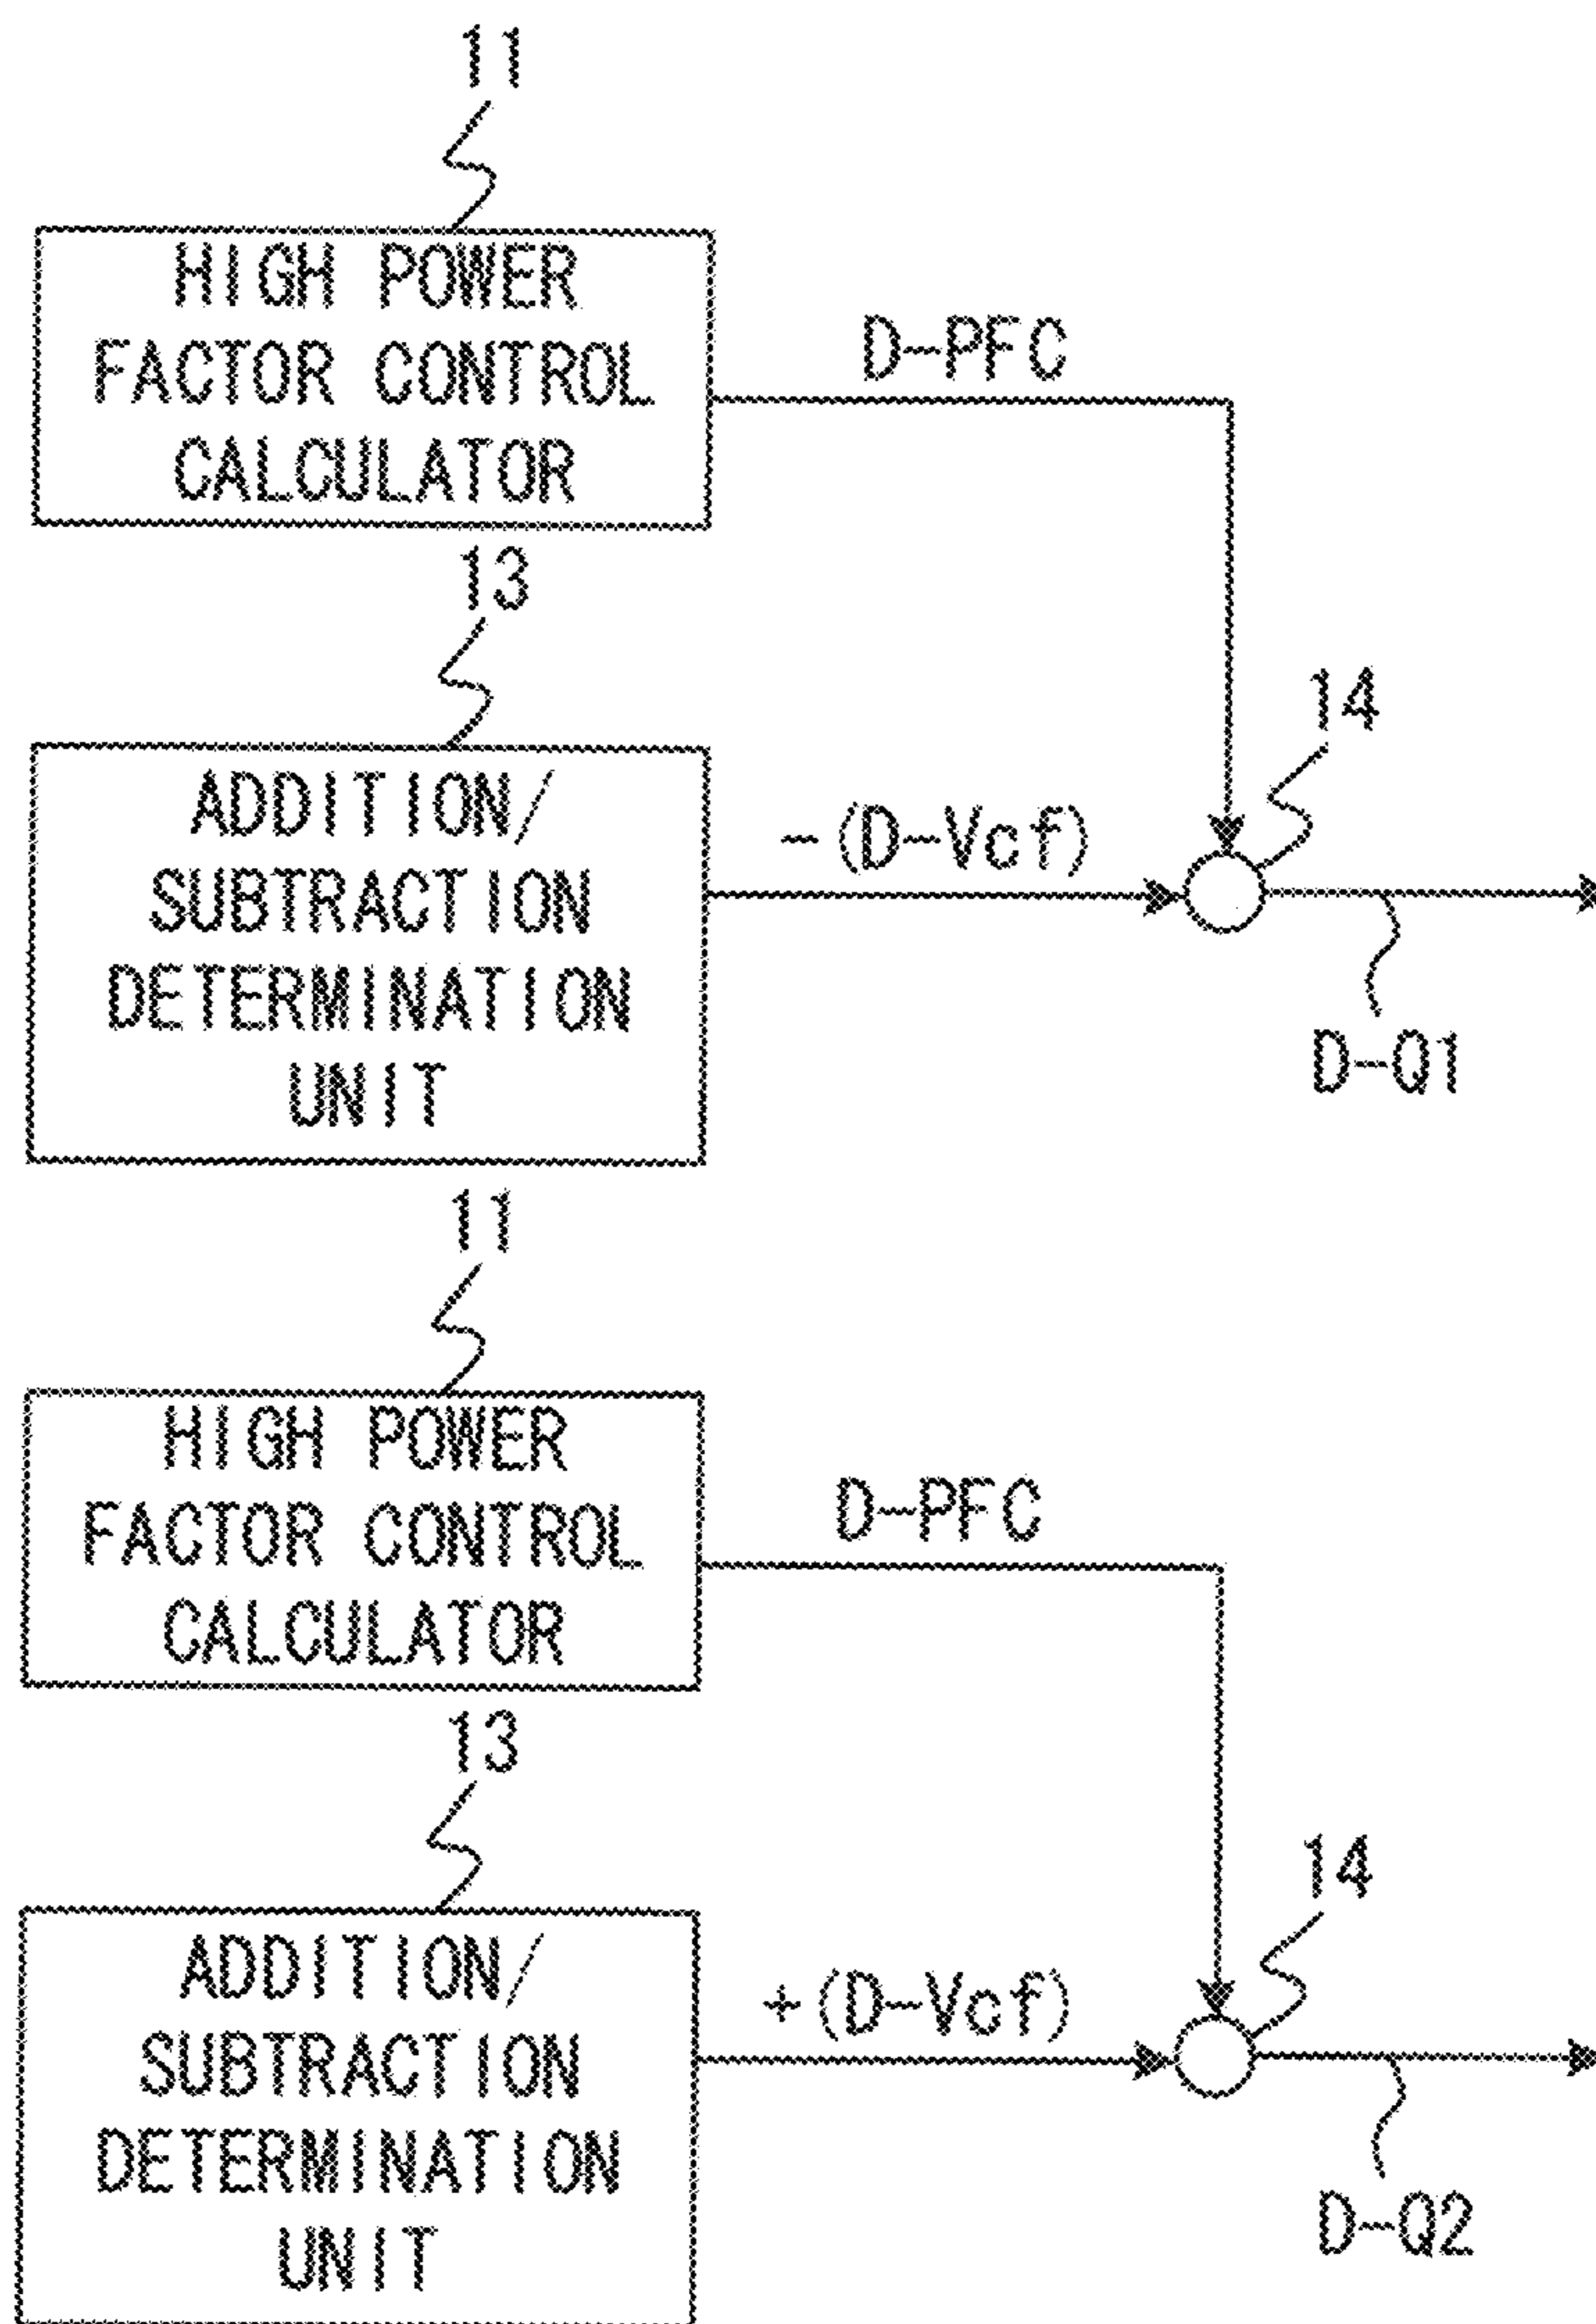 11
HIGH POWER
FACTOR CONTROL
CALCULATOR
D-PFC
13
ADDITION/
SUBTRACTION
DETERMINATION
UNIT
-(D-Vcf)
14
D-Q1
11
HIGH POWER
FACTOR CONTROL
CALCULATOR
D-PFC
13
ADDITION/
SUBTRACTION
DETERMINATION
UNIT
+(D-Vcf)
14
D-Q2